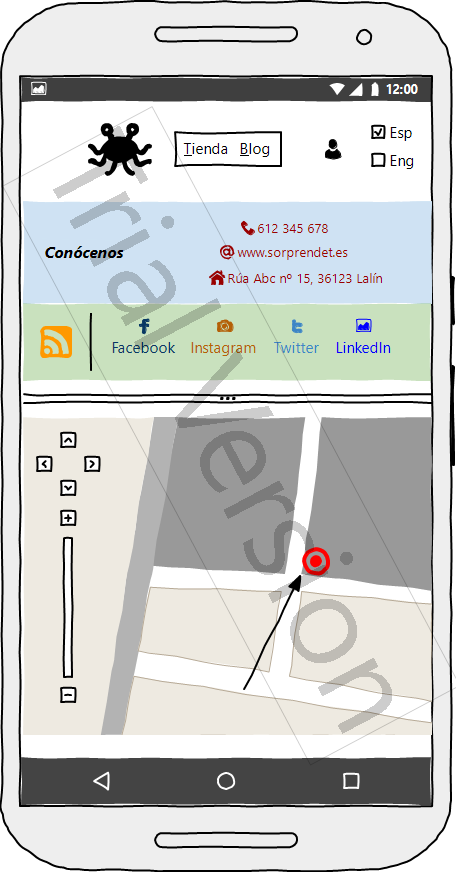 12:00
Tienda Blog
Esp
Eng
Conócenos
612 345 678
www.sorprendet.es
Rúa Abc nº 15, 36123 Lalín
Facebook Instagram Twitter LinkedIn
Trial Version